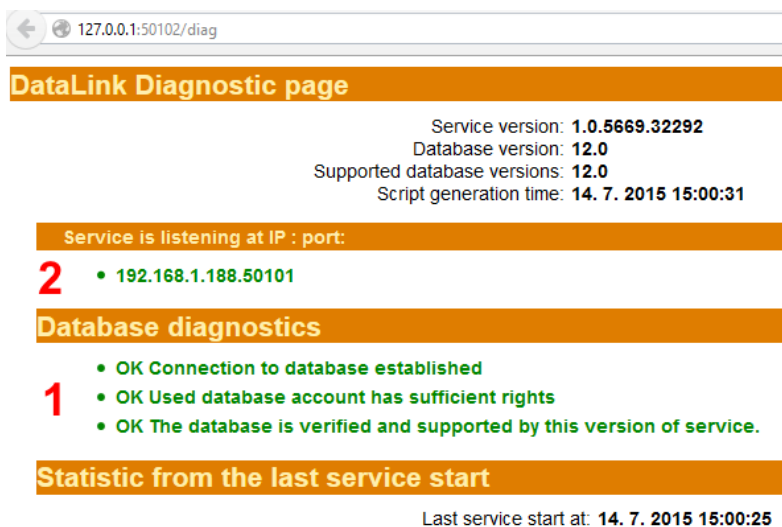 127.0.0.1:50102/diag
DataLink Diagnostic page
Service version: 1.0.5669.32292
Database version: 12.0
Supported database versions: 12.0
Script generation time: 14. 7. 2015 15:00:31
Service is listening at IP : port:
2
• 192.168.1.188.50101
Database diagnostics
• OK Connection to database established
1 • OK Used database account has sufficient rights
• OK The database is verified and supported by this version of service.
Statistic from the last service start
Last service start at: 14. 7. 2015 15:00:25